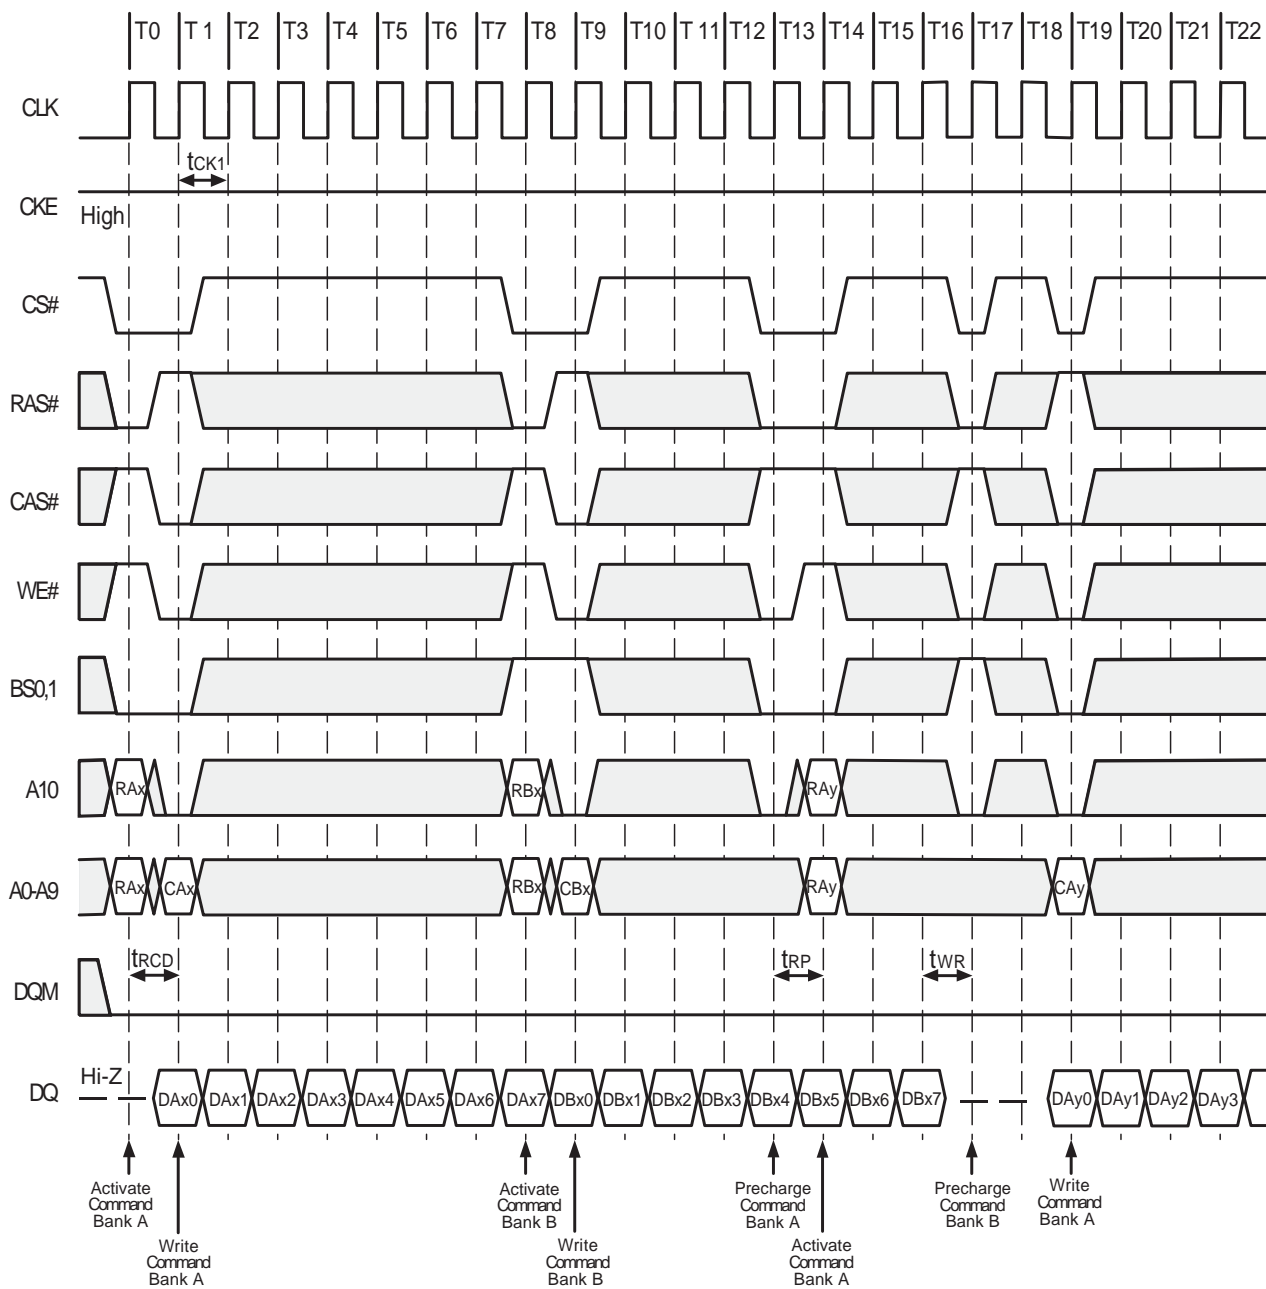 T0 T 1 T2 T3 T4 T5 T6 T7 T8 T9 T10 T 11 T12 T13 T14 T15 T16 T17 T18 T19 T20 T21 T22
CLK
tCK1
CKE
High
CS#
RAS#
CAS#
WE#
BS0,1
A10 RAx RBx RAy
A0-A9 RAx CAx RBx CBx RAy CAy
tRCD tRP tWR
DQM
Hi-Z
DQ DAx0 DAx1 DAx2 DAx3 DAx4 DAx5 DAx6 DAx7 DBx0 DBx1 DBx2 DBx3 DBx4 DBx5 DBx6 DBx7 DAy0 DAy1 DAy2 DAy3
Activate
Command
Bank A
Write
Command
Bank A
Activate
Command
Bank B
Write
Command
Bank B
Precharge
Command
Bank A
Activate
Command
Bank A
Precharge
Command
Bank B
Write
Command
Bank A